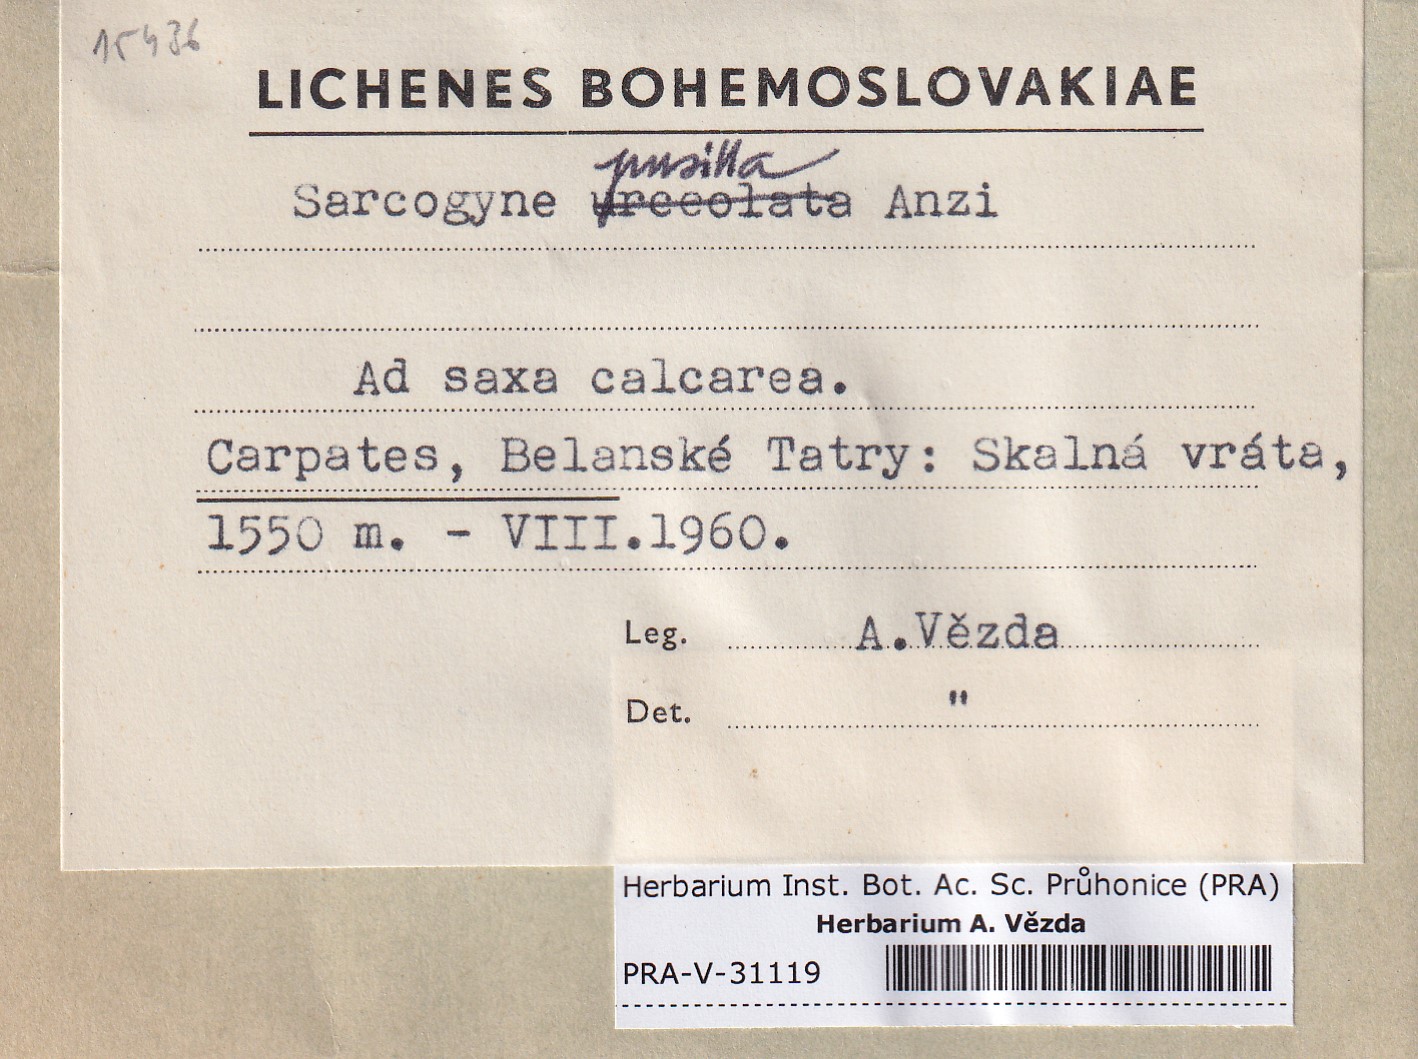 15436
LICHENES BOHEMOSLOVAKIAE
pusilla
Sarcogyne urceolata Anzi
Ad saxa calcarea.
Carpates, Belanské Tatry: Skalná vráta,
1550 m. - VIII.1960.
Leg. A.Vězda
Det. "
Herbarium Inst. Bot. Ac. Sc. Průhonice (PRA)
Herbarium A. Vězda
PRA-V-31119